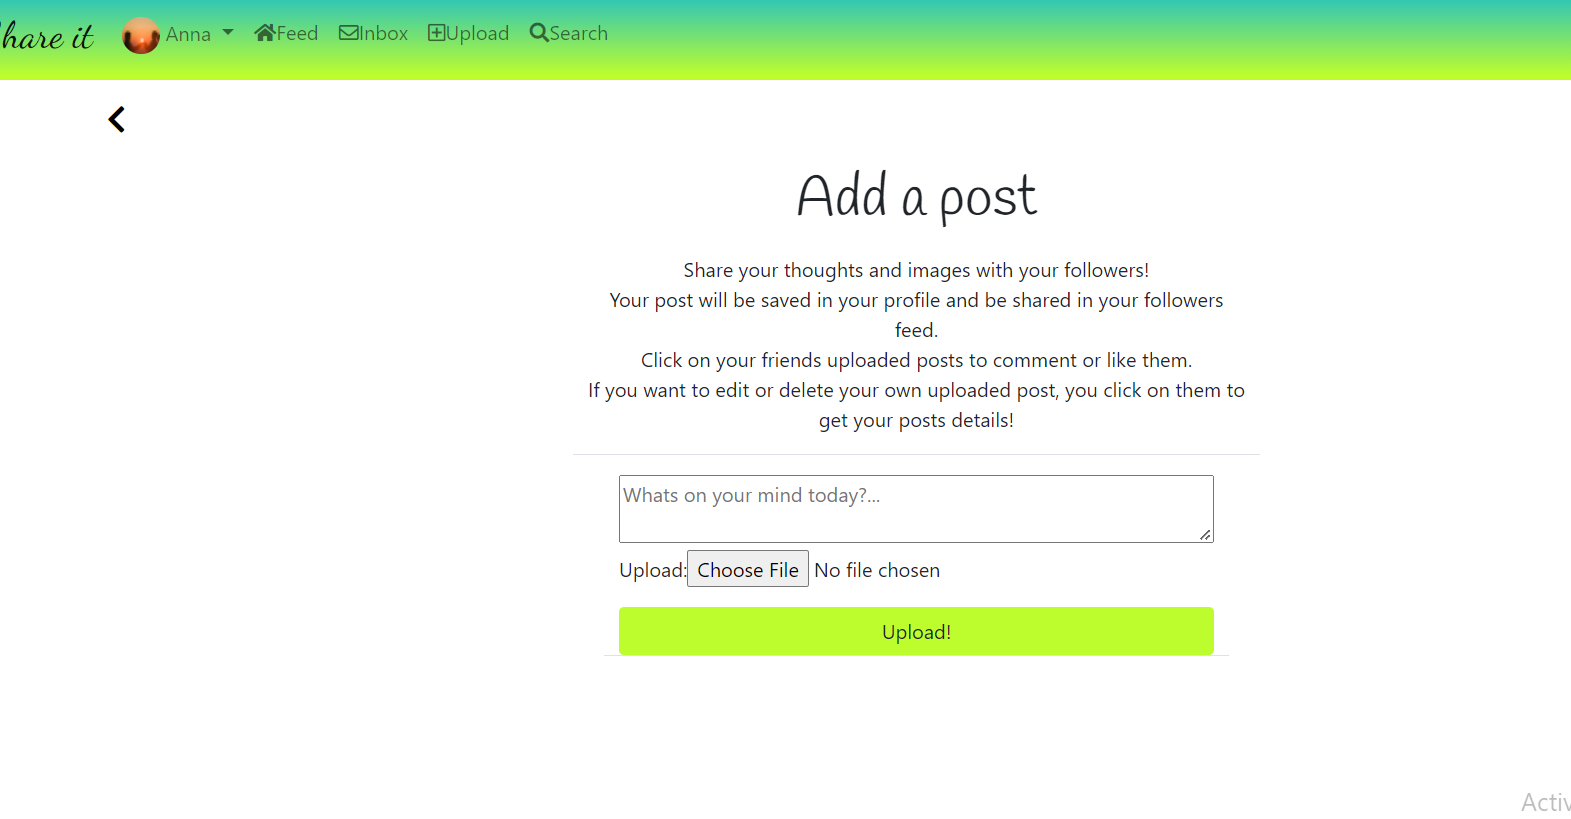 hare it Anna Feed Inbox Upload Search
Add a post
Share your thoughts and images with your followers!
Your post will be saved in your profile and be shared in your followers
feed.
Click on your friends uploaded posts to comment or like them.
If you want to edit or delete your own uploaded post, you click on them to
get your posts details!
Whats on your mind today?...
Upload: Choose File No file chosen
Upload!
Activ